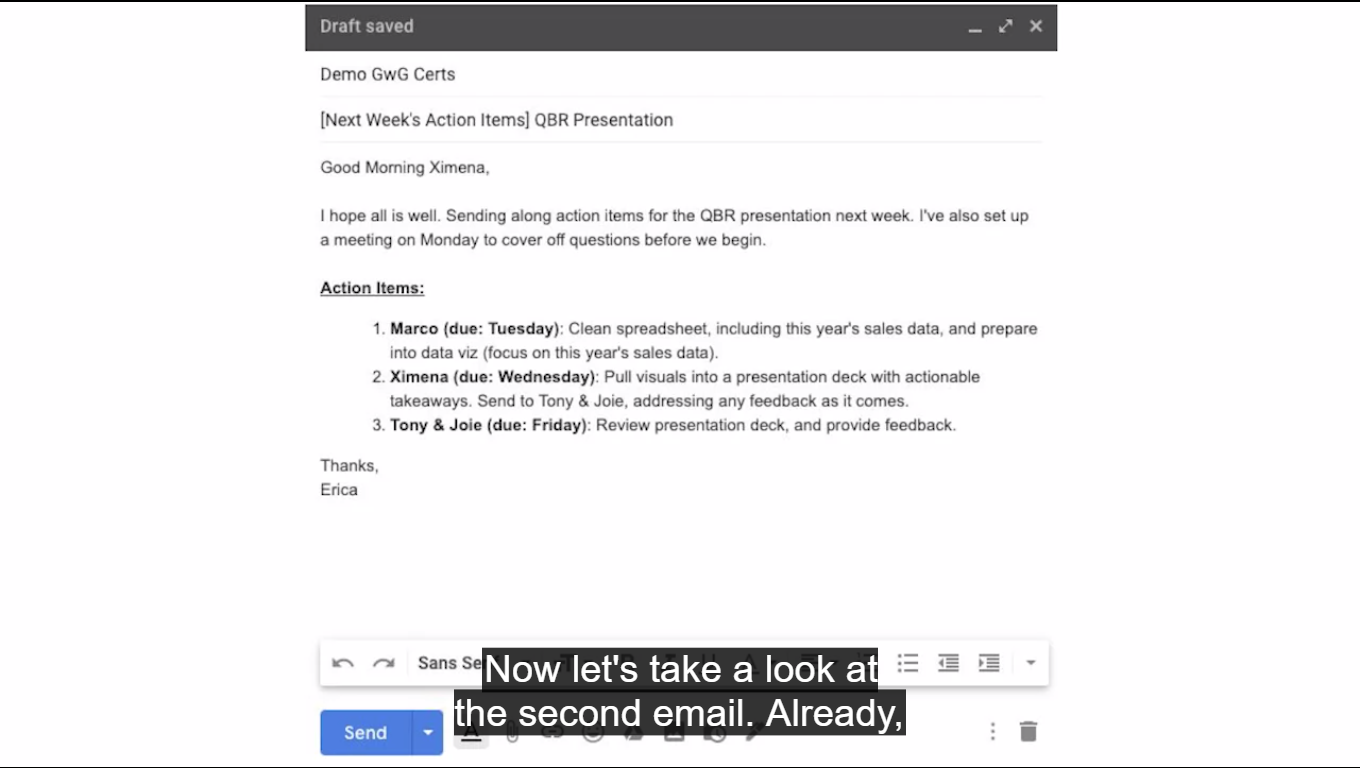 Draft saved
Demo GwG Certs
[Next Week's Action Items] QBR Presentation
Good Morning Ximena,
I hope all is well. Sending along action items for the QBR presentation next week. I've also set up
a meeting on Monday to cover off questions before we begin.
Action Items:
1. Marco (due: Tuesday): Clean spreadsheet, including this year's sales data, and prepare
into data viz (focus on this year's sales data).
2. Ximena (due: Wednesday): Pull visuals into a presentation deck with actionable
takeaways. Send to Tony & Joie, addressing any feedback as it comes.
3. Tony & Joie (due: Friday): Review presentation deck, and provide feedback.
Thanks,
Erica
Sans
Now let's take a look at
the second email. Already,
Send